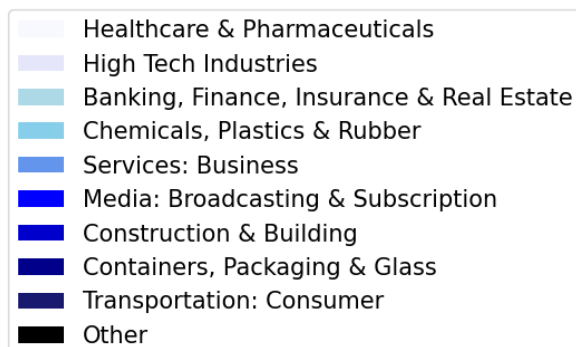 Healthcare & Pharmaceuticals
High Tech Industries
Banking, Finance, Insurance & Real Estate
Chemicals, Plastics & Rubber
Services: Business
Media: Broadcasting & Subscription
Construction & Building
Containers, Packaging & Glass
Transportation: Consumer
Other